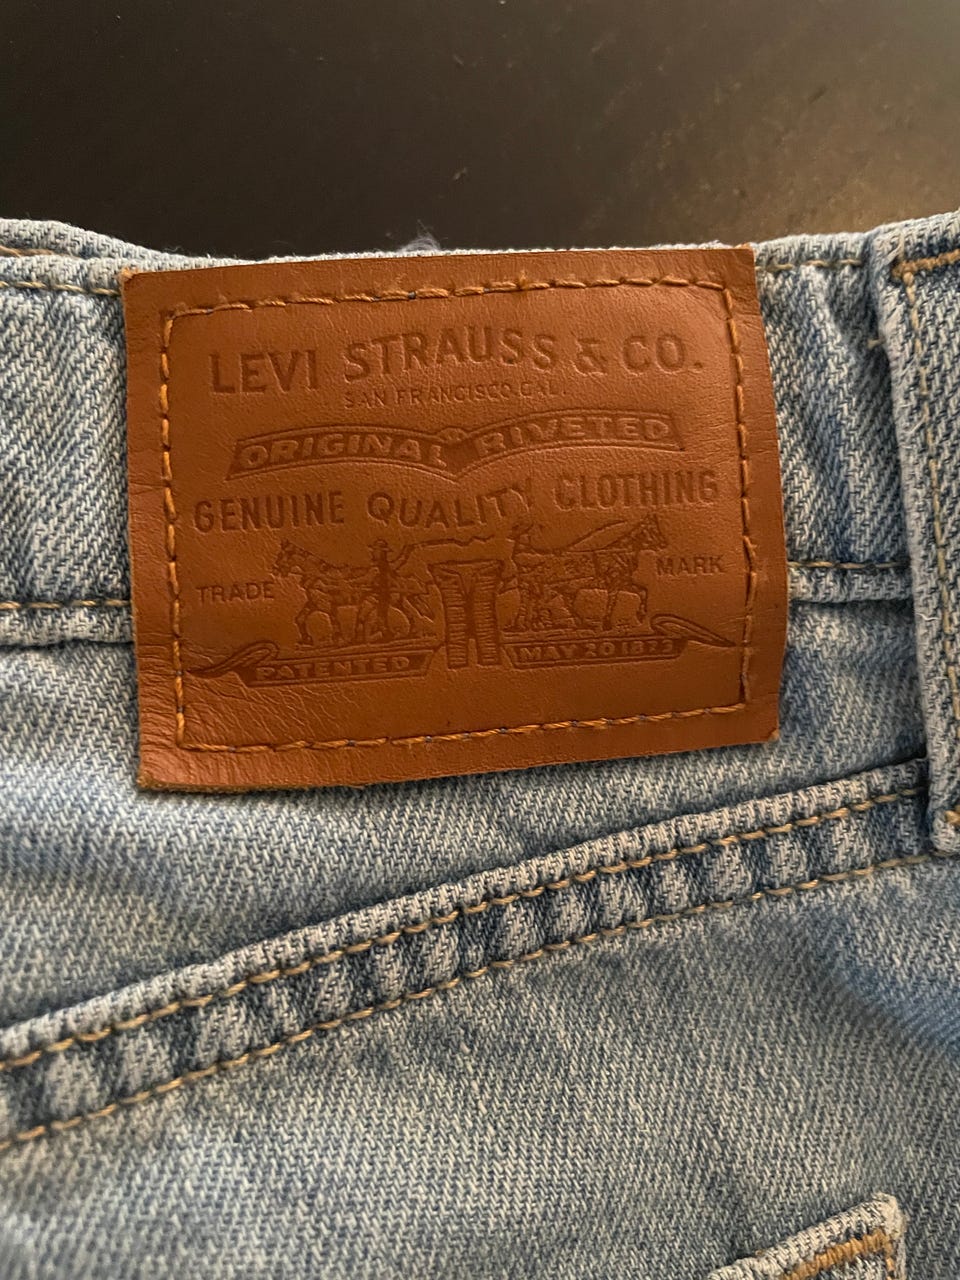 LEVI STRAUSS & CO.
SAN FRANCISCO CAL.
ORIGINAL RIVETED
GENUINE QUALITY CLOTHING
TRADE MARK
PATENTED MAY 20 1873